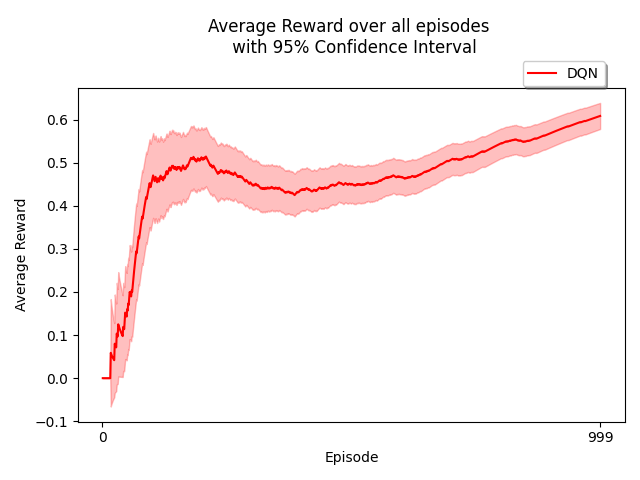 Average Reward over all episodes
with 95% Confidence Interval
DQN
0.6
0.5
0.4
0.3
0.2
0.1
0.0
−0.1
Average Reward
0
999
Episode